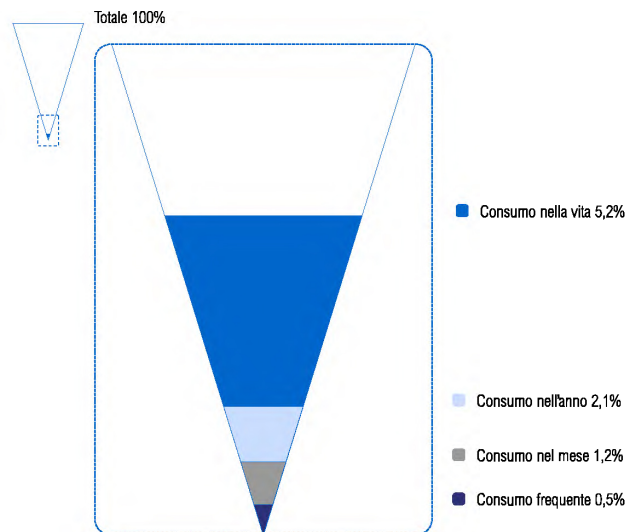 Totale 100%
Consumo nella vita 5,2%
Consumo nell'anno 2,1%
Consumo nel mese 1,2%
Consumo frequente 0,5%